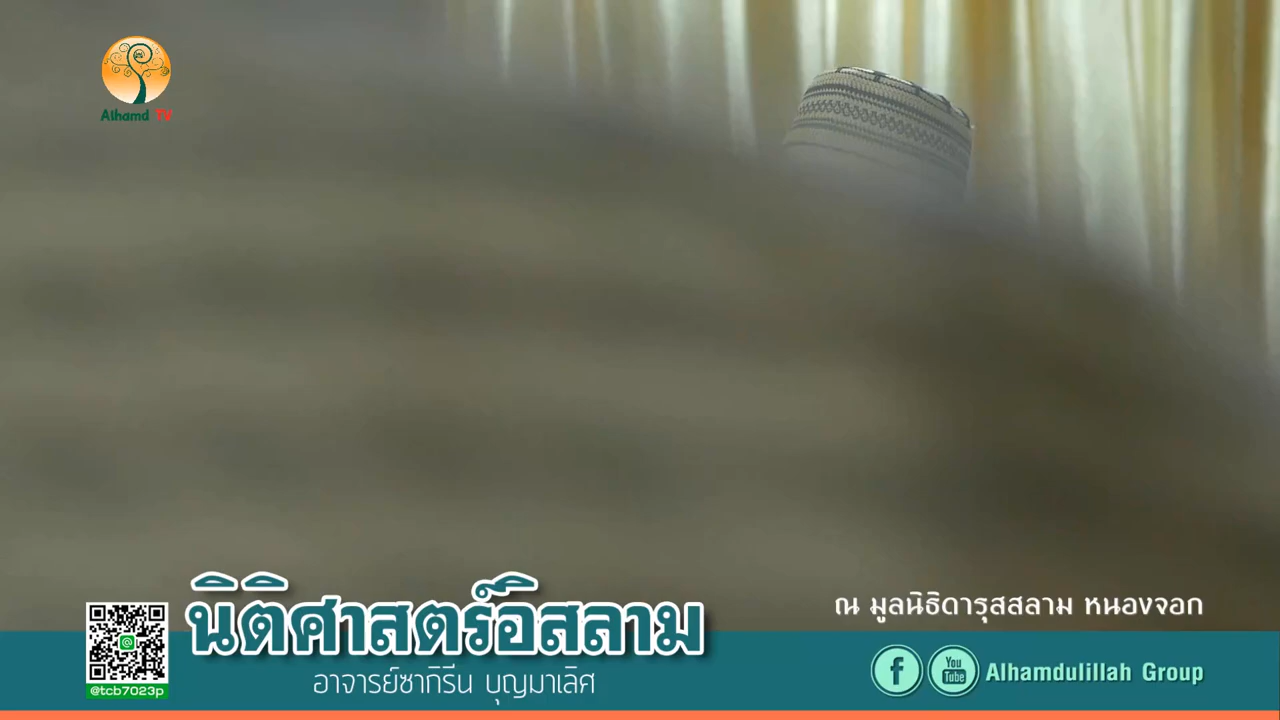 Alhamd TV
นิติศาสตร์อิสลาม
อาจารย์ซากิรีน บุญมาเลิศ
@tcb7023p
ณ มูลนิธิดารุสสลาม หนองจอก
f
You
Tube
Alhamdulillah Group